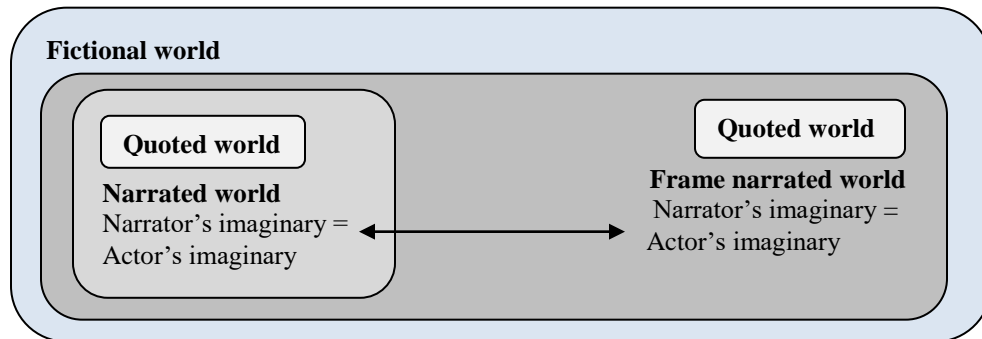 Fictional world
Quoted world
Narrated world
Narrator’s imaginary =
Actor’s imaginary
Quoted world
Frame narrated world
Narrator’s imaginary =
Actor’s imaginary